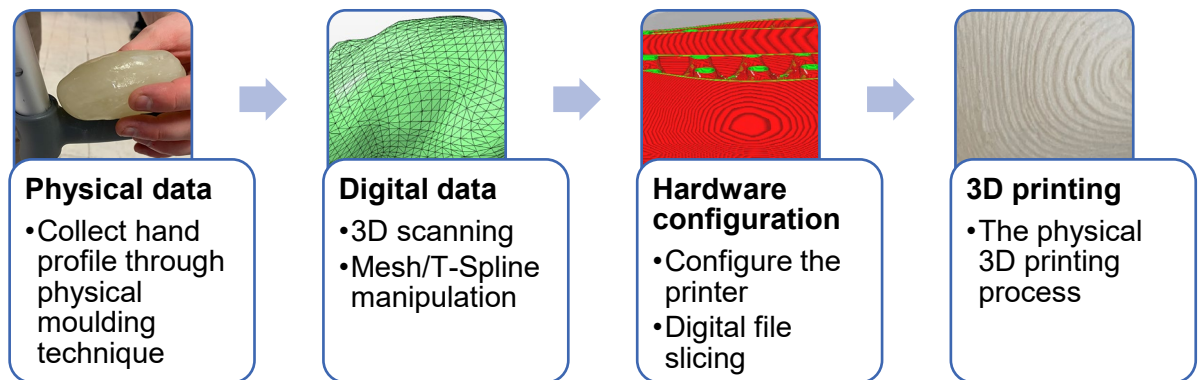 Physical data
•Collect hand
profile through
physical
moulding
technique
Digital data
•3D scanning
•Mesh/T-Spline
manipulation
Hardware
configuration
•Configure the
printer
•Digital file
slicing
3D printing
•The physical
3D printing
process